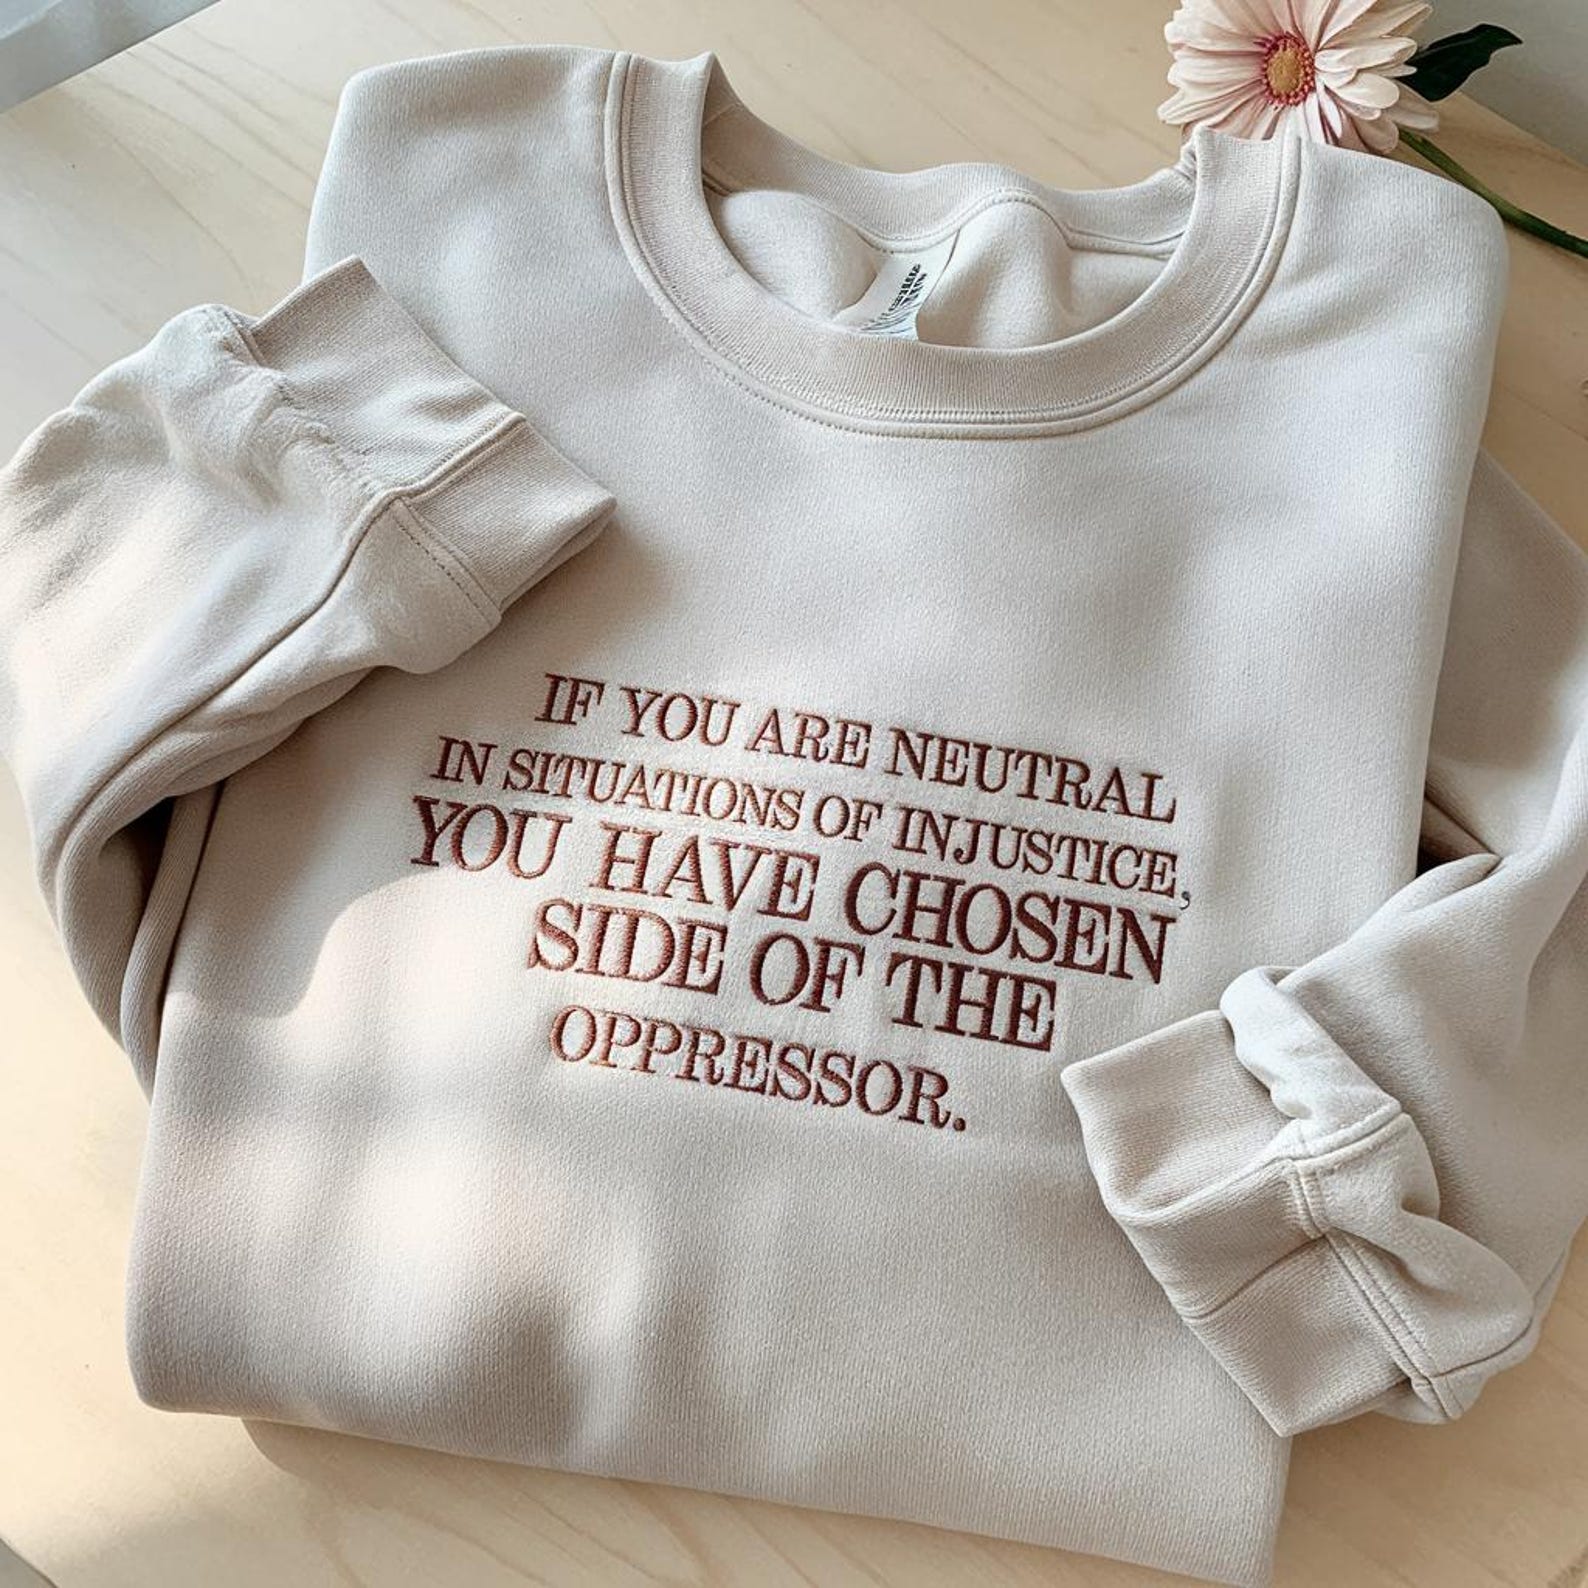 IF YOU ARE NEUTRAL
IN SITUATIONS OF INJUSTICE,
YOU HAVE CHOSEN
SIDE OF THE
OPPRESSOR.